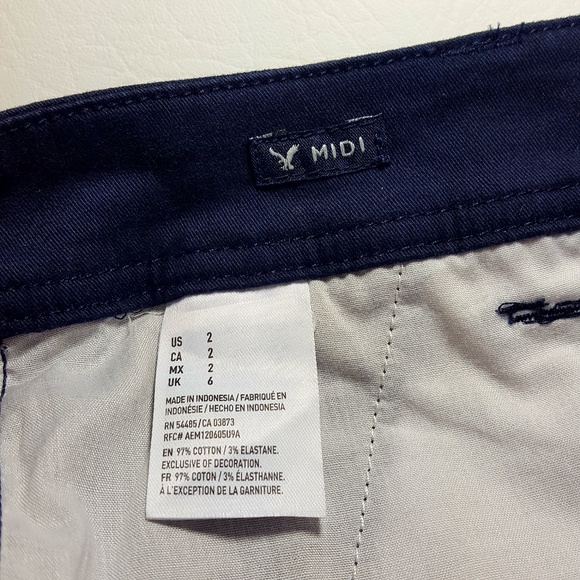 MIDI
US 2
CA 2
MX 2
UK 6
MADE IN INDONESIA / FABRIQUÉ EN
INDONÉSIE / HECHO EN INDONESIA
RN 54485/CA 03873
RFC# AEM120605U9A
EN 97% COTTON / 3% ELASTANE.
EXCLUSIVE OF DECORATION.
FR 97% COTON / 3% ÉLASTHANNE.
À L'EXCEPTION DE LA GARNITURE.